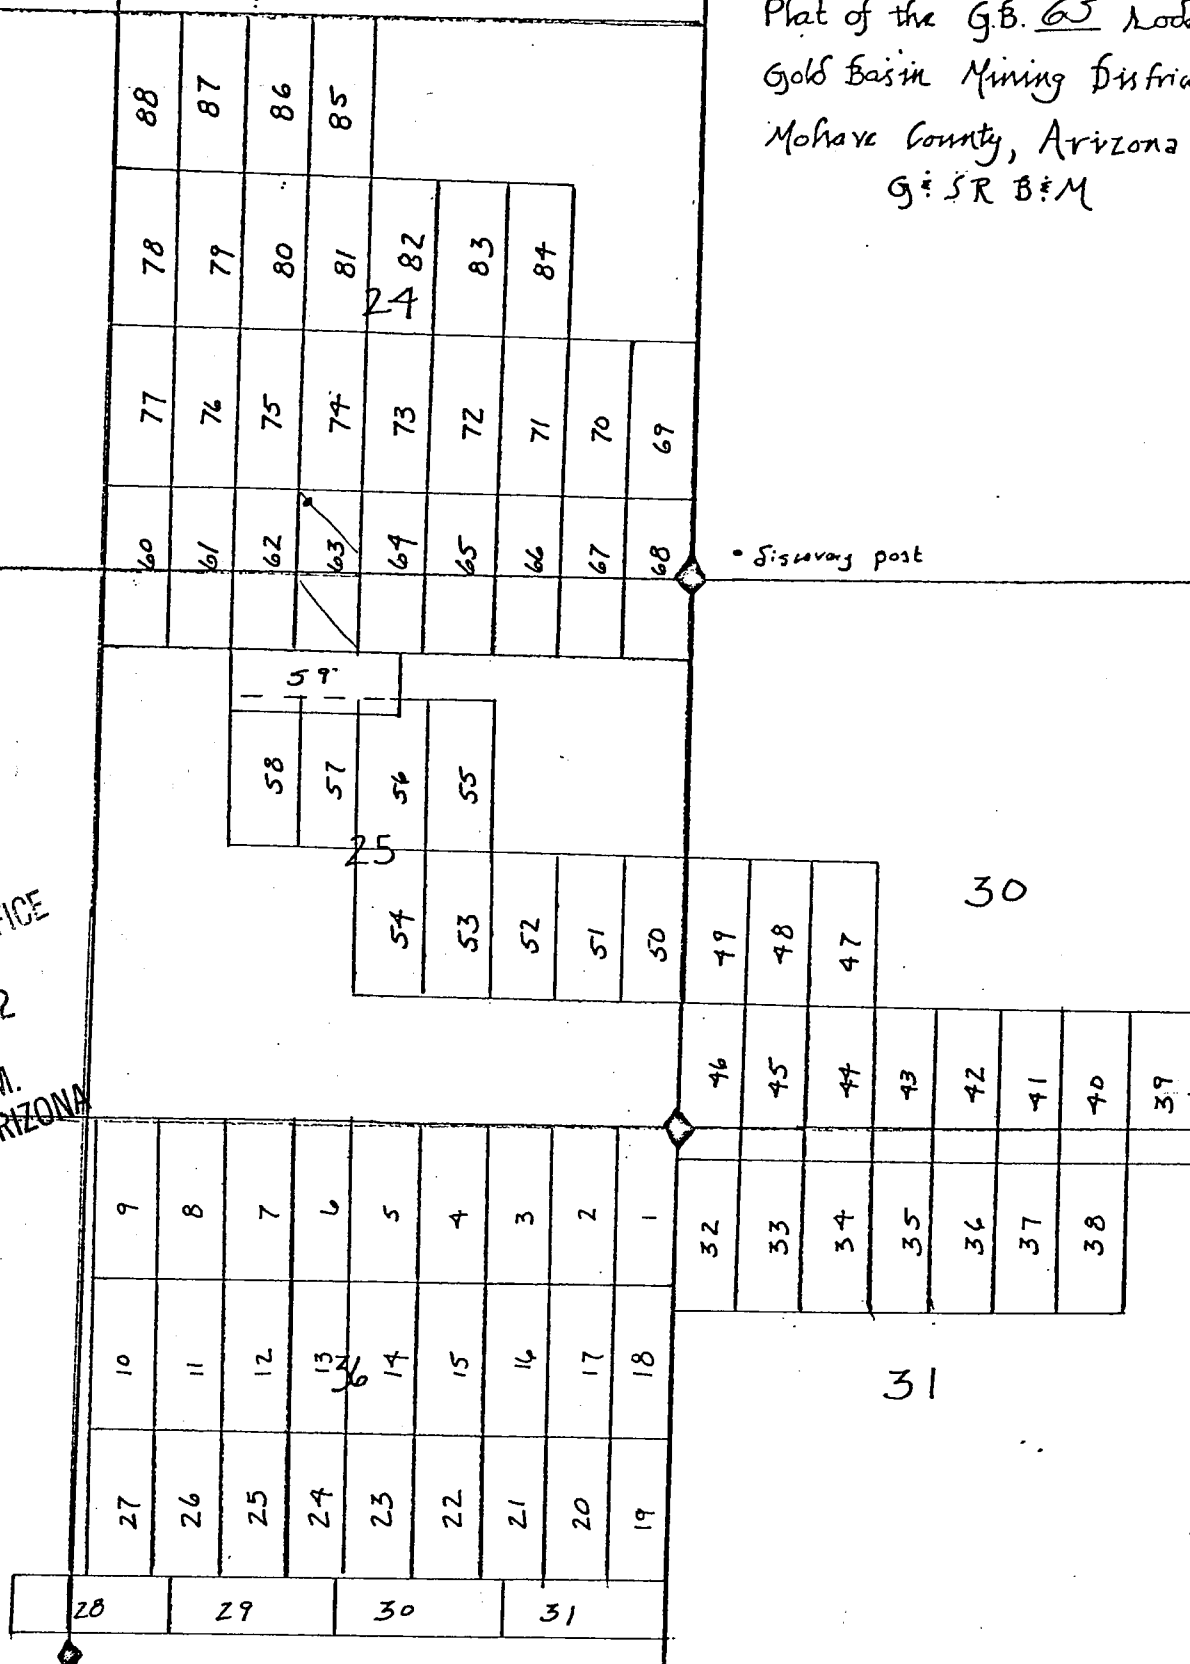 Plat of the G.B. 63
Gold Basin Mining
Mohave County, Arizona
G & SR B & M
88 87 86 85
78 79 80 81 82 83 84
24
77 76 75 74 73 72 71 70 69
60 61 62 63 64 65 66 67 68
• discovery post
59
58 57 56 55
25
30
54 53 52 51 50 49 48 47
46 45 44 43 42 41 40 39
9 8 7 6 5 4 3 2 1
32 33 34 35 36 37 38
10 11 12 13 14 15 16 17 18
36
31
27 26 25 24 23 22 21 20 19
28 29 30 31